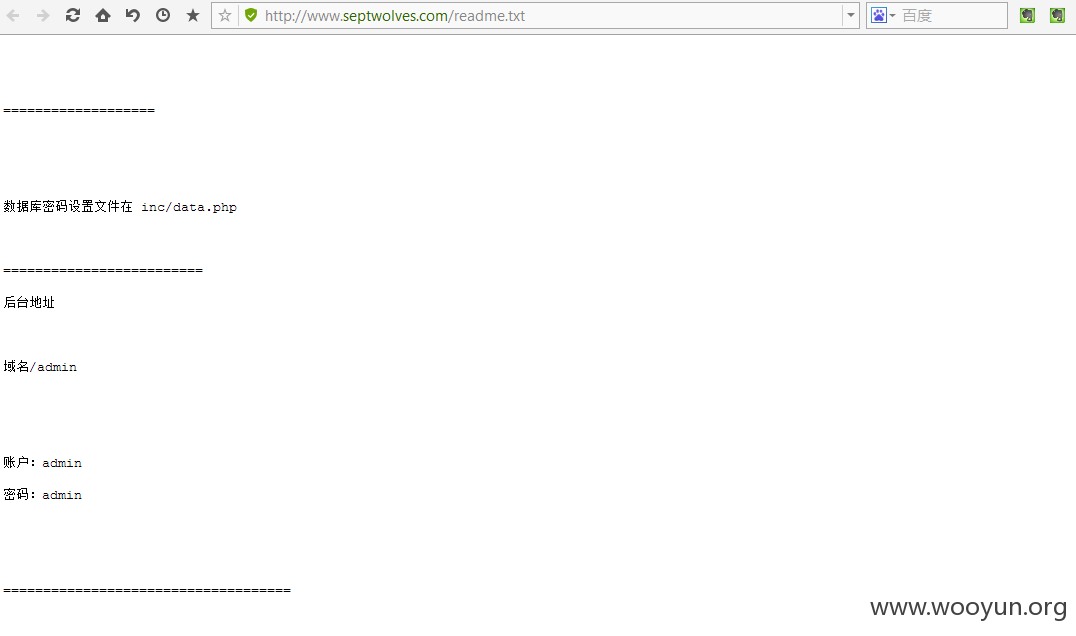 http://www.septwolves.com/readme.txt
百度
===================
数据库密码设置文件在 inc/data.php
=========================
后台地址
域名/admin
账户：admin
密码：admin
====================================
www.wooyun.org